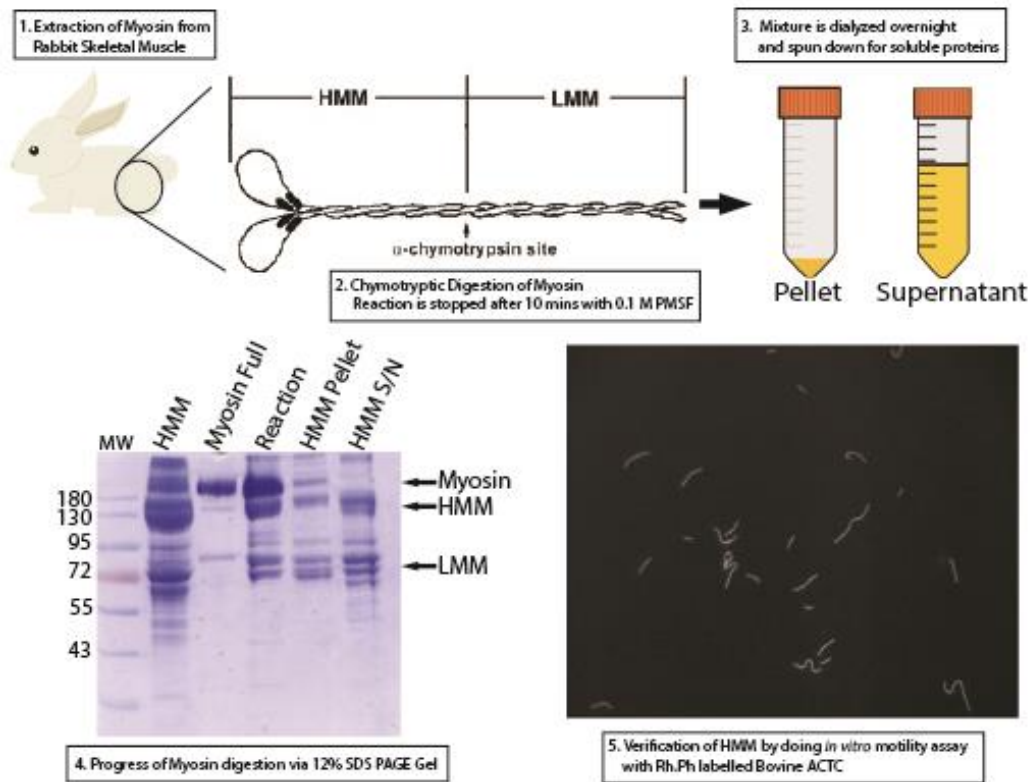 1. Extraction of Myosin from
Rabbit Skeletal Muscle
HMM
LMM
α-chymotrypsin site
2. Chymotryptic Digestion of Myosin
Reaction is stopped after 10 mins with 0.1 M PMSF
3. Mixture is dialyzed overnight
and spun down for soluble proteins
Pellet
Supernatant
MW
HMM
Myosin Full
Reaction
HMM Pellet
HMM S/N
180
130
95
72
55
43
Myosin
HMM
LMM
4. Progress of Myosin digestion via 12% SDS PAGE Gel
5. Verification of HMM by doing in vitro motility assay
with Rh.Ph labelled Bovine ACTC